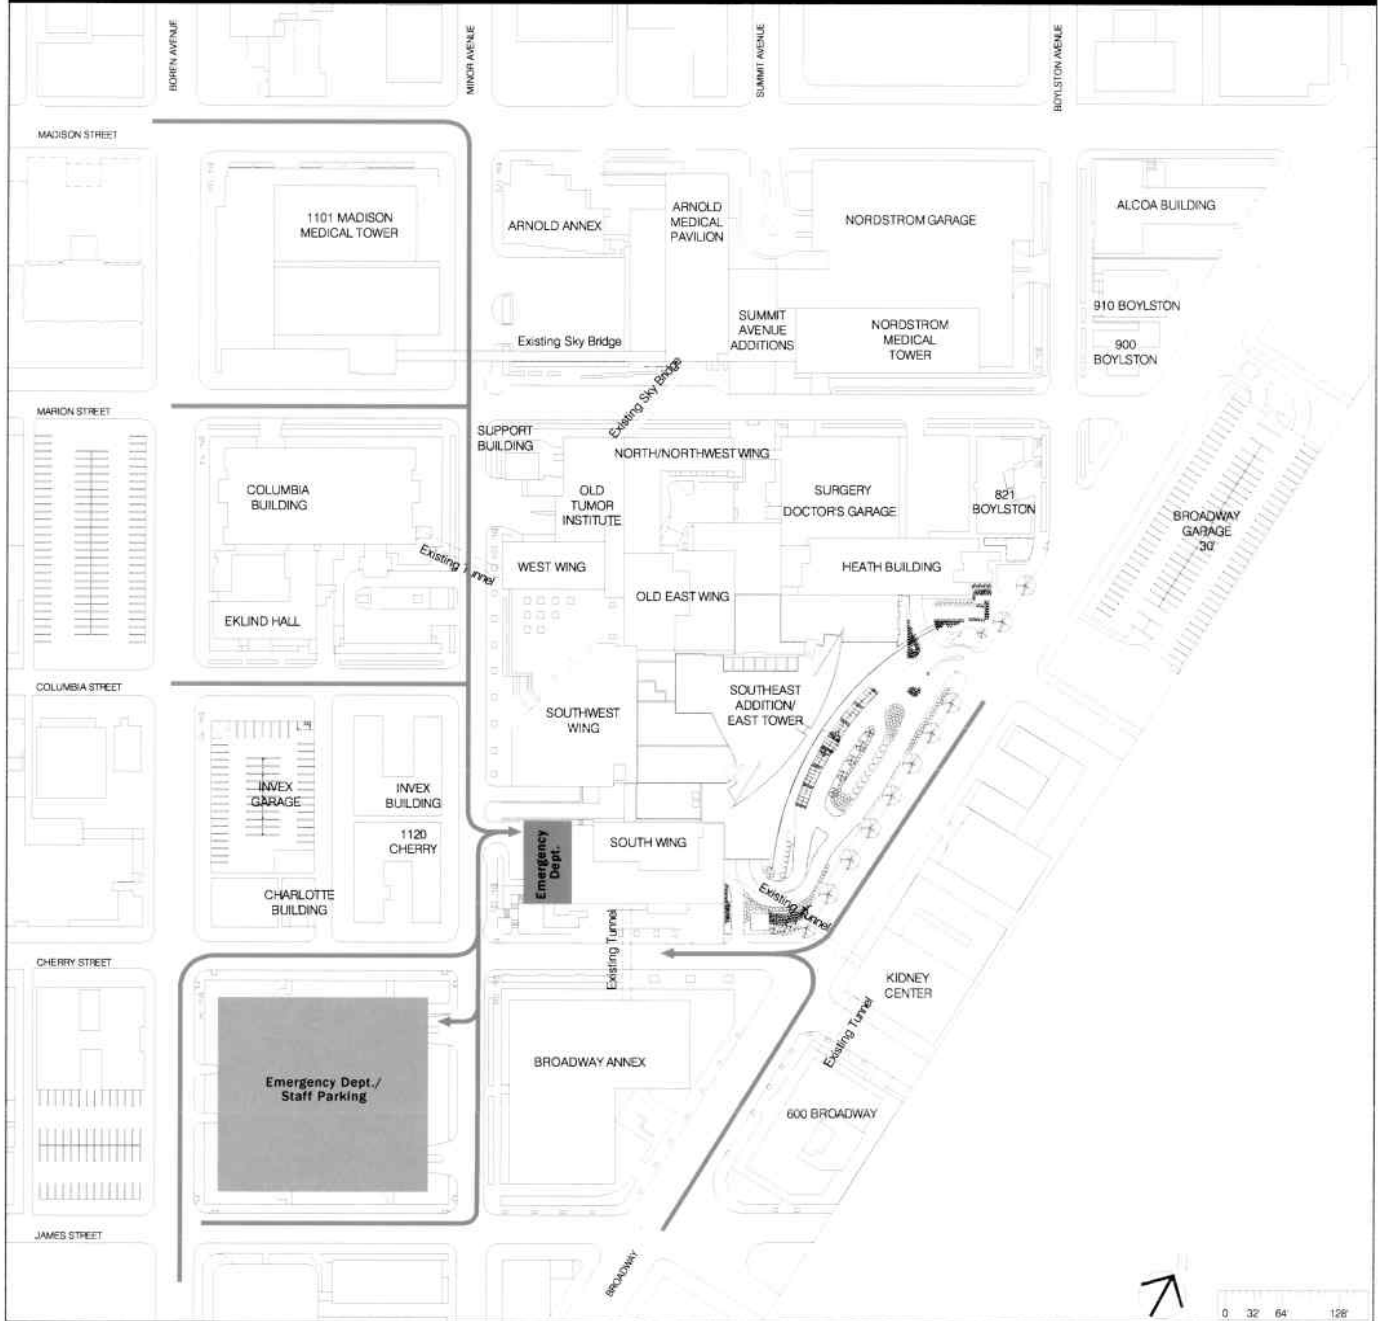 BOREN AVENUE
MINOR AVENUE
SUMMIT AVENUE
BOYLSTON AVENUE
MADISON STREET
1101 MADISON
MEDICAL TOWER
ARNOLD ANNEX
ARNOLD
MEDICAL
PAVILION
NORDSTROM GARAGE
ALCOA BUILDING
910 BOYLSTON
900
BOYLSTON
SUMMIT
AVENUE
ADDITIONS
NORDSTROM
MEDICAL
TOWER
Existing Sky Bridge
Existing Sky Bridge
MARION STREET
SUPPORT
BUILDING
NORTH/NORTHWEST WING
COLUMBIA
BUILDING
OLD
TUMOR
INSTITUTE
SURGERY
DOCTOR'S GARAGE
821
BOYLSTON
BROADWAY
GARAGE
30'
Existing Tunnel
WEST WING
HEATH BUILDING
OLD EAST WING
EKLIND HALL
COLUMBIA STREET
SOUTHWEST
WING
SOUTHEAST
ADDITION/
EAST TOWER
INVEX
GARAGE
INVEX
BUILDING
1120
CHERRY
Emergency
Dept.
SOUTH WING
CHARLOTTE
BUILDING
Existing Tunnel
Existing Tunnel
CHERRY STREET
KIDNEY
CENTER
Existing Tunnel
BROADWAY ANNEX
Emergency Dept./
Staff Parking
600 BROADWAY
JAMES STREET
BROADWAY
0 32' 64' 128'